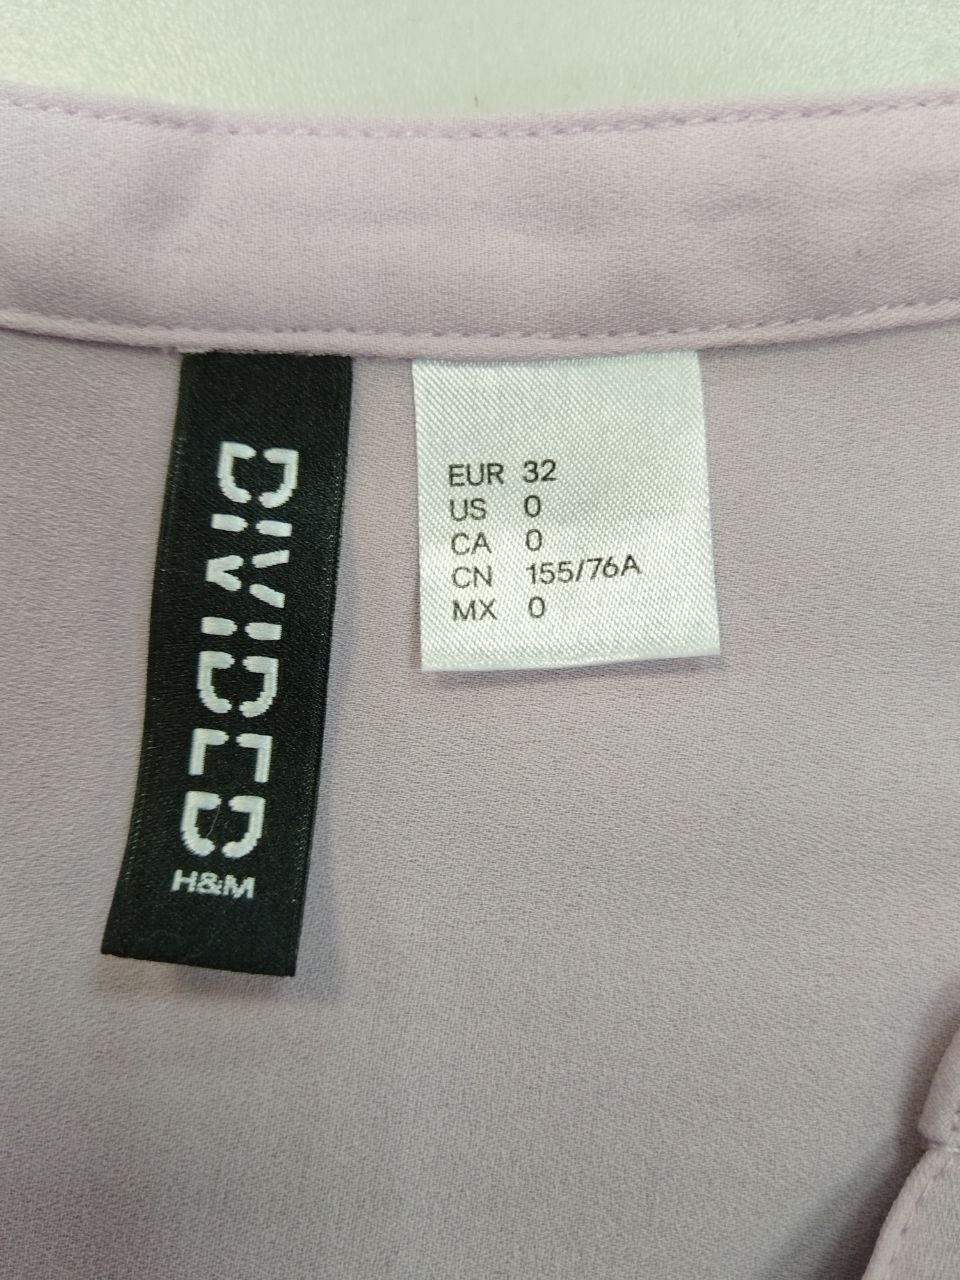 DIVIDED
H&M
EUR 32
US 0
CA 0
CN 155/76A
MX 0